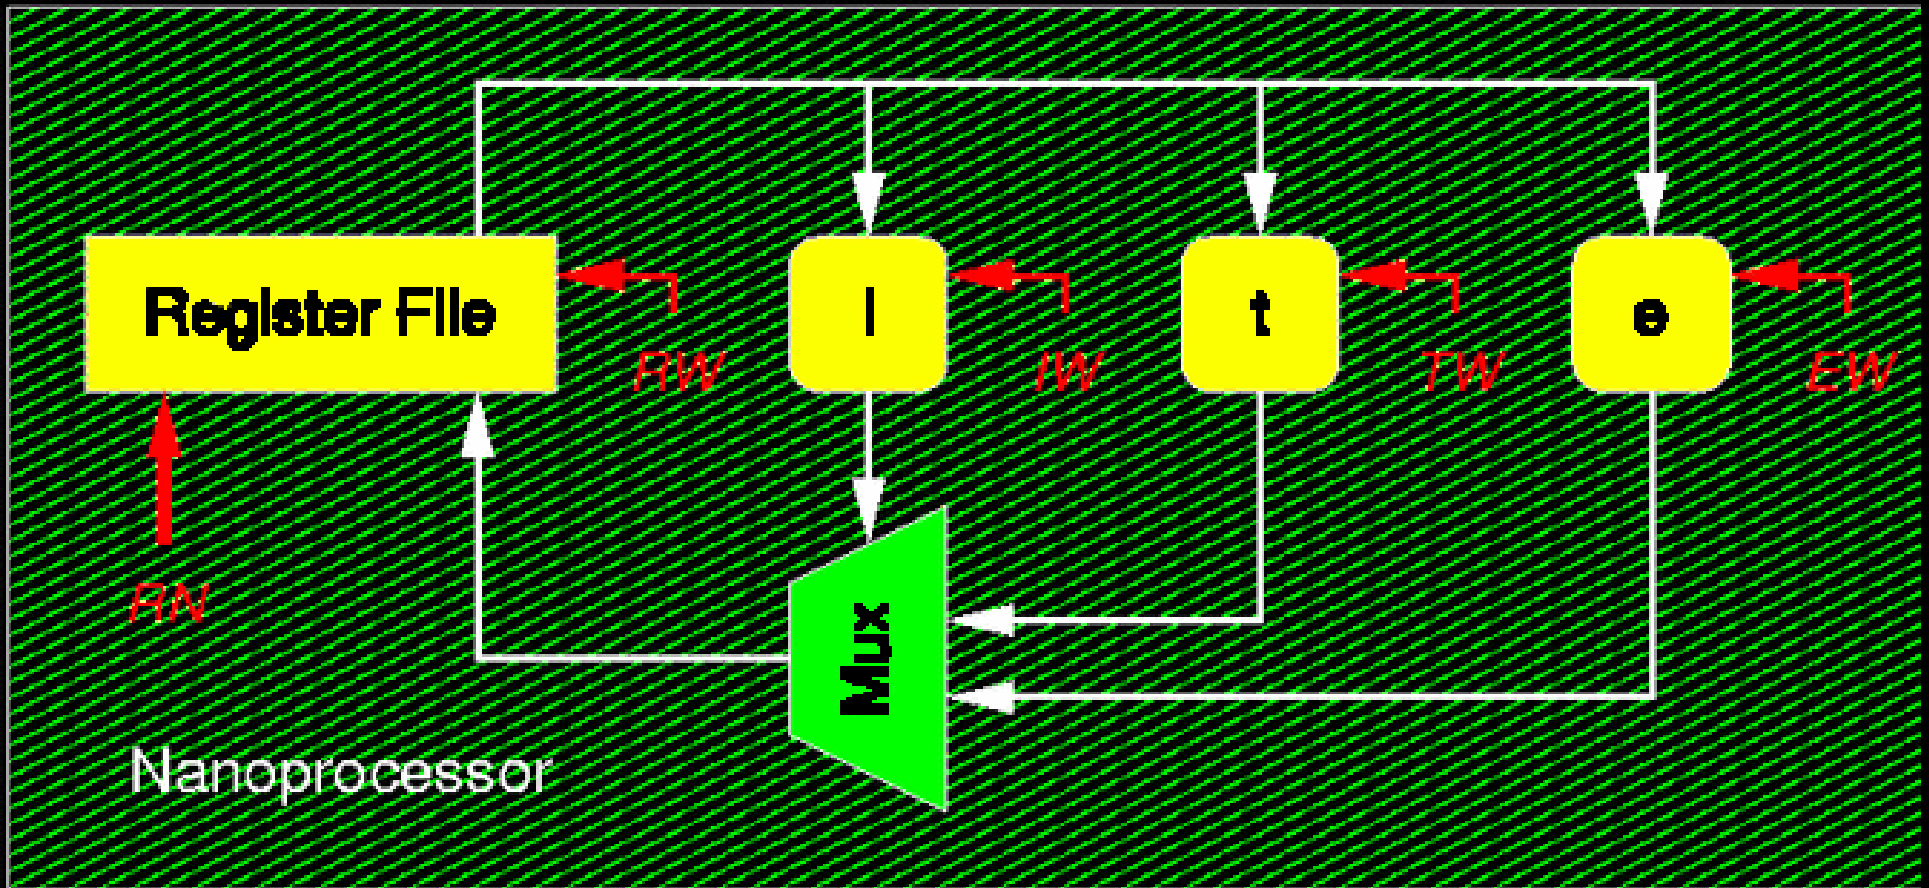 Register File
I
t
e
RW
IW
TW
EW
RN
Mux
Nanoprocessor